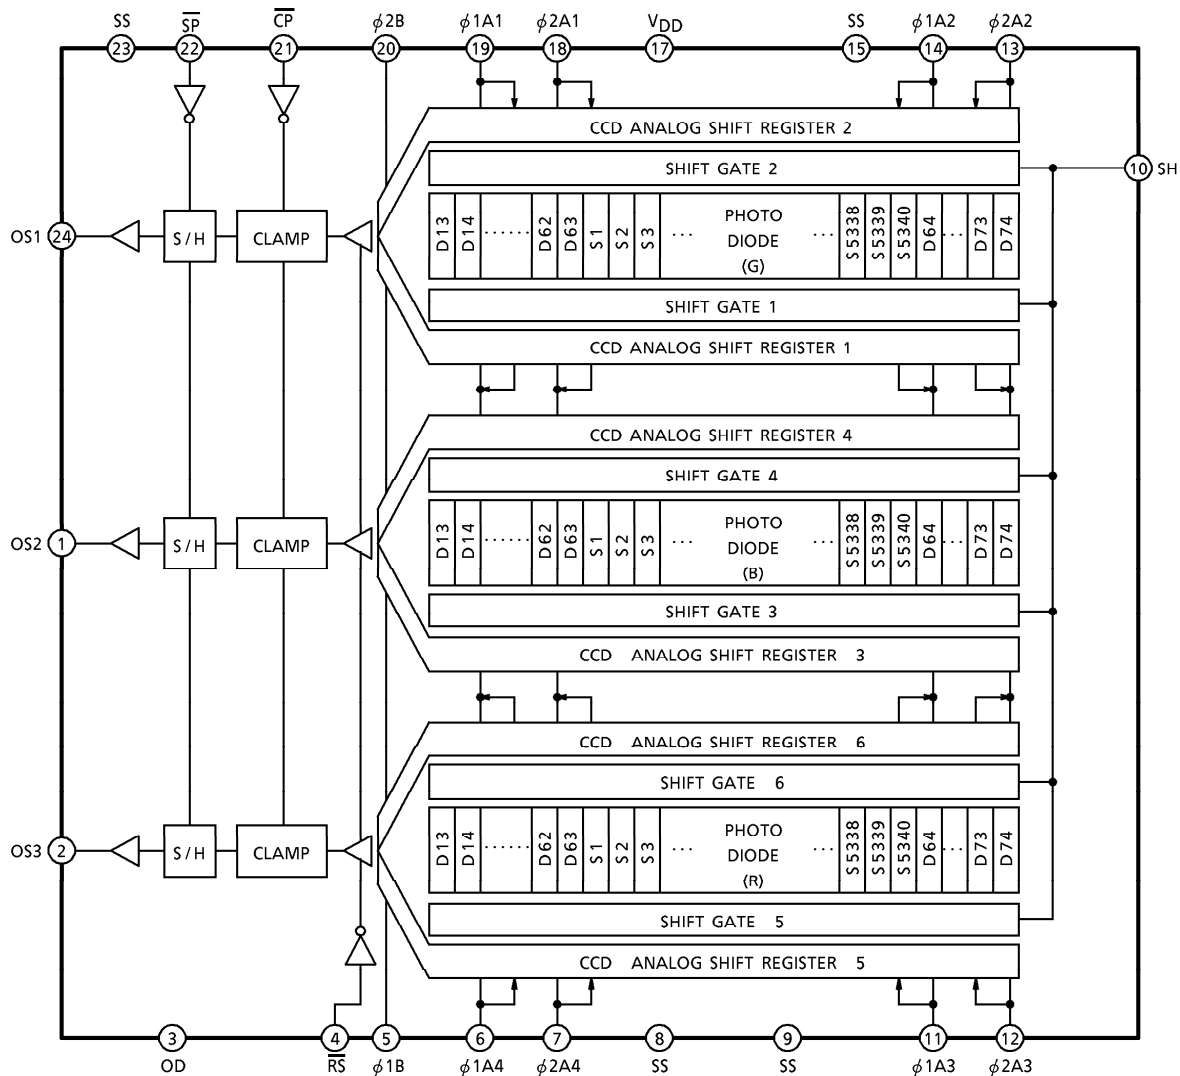 SS S̅P̅ C̅P̅ ϕ2B ϕ1A1 ϕ2A1 VDD SS ϕ1A2 ϕ2A2
23 22 21 20 19 18 17 15 14 13
CCD ANALOG SHIFT REGISTER 2
SHIFT GATE 2
10 SH
OS1 24 S/H CLAMP
D13 D14 ...... D62 D63 S1 S2 S3 ... PHOTO DIODE (G) ... S5338 S5339 S5340 D64 ... D73 D74
SHIFT GATE 1
CCD ANALOG SHIFT REGISTER 1
CCD ANALOG SHIFT REGISTER 4
SHIFT GATE 4
OS2 1 S/H CLAMP
D13 D14 ...... D62 D63 S1 S2 S3 ... PHOTO DIODE (B) ... S5338 S5339 S5340 D64 ... D73 D74
SHIFT GATE 3
CCD ANALOG SHIFT REGISTER 3
CCD ANALOG SHIFT REGISTER 6
SHIFT GATE 6
OS3 2 S/H CLAMP
D13 D14 ...... D62 D63 S1 S2 S3 ... PHOTO DIODE (R) ... S5338 S5339 S5340 D64 ... D73 D74
SHIFT GATE 5
CCD ANALOG SHIFT REGISTER 5
3 4 5 6 7 8 9 11 12
OD R̅S̅ ϕ1B ϕ1A4 ϕ2A4 SS SS ϕ1A3 ϕ2A3